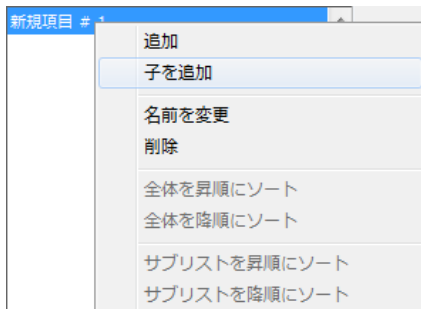 新規項目 # 1
追加
子を追加
名前を変更
削除
全体を昇順にソート
全体を降順にソート
サブリストを昇順にソート
サブリストを降順にソート